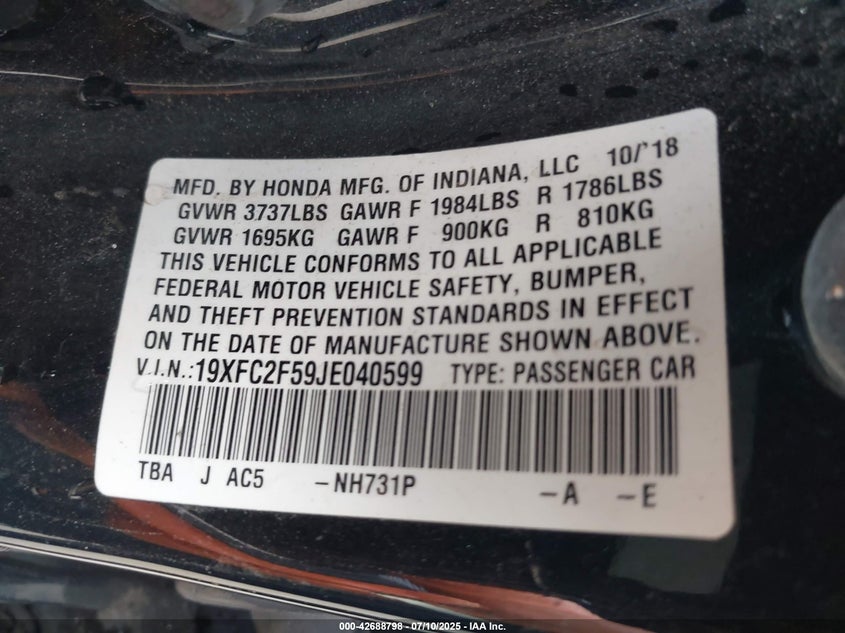 MFD. BY HONDA MFG. OF INDIANA, LLC 10/'18
GVWR 3737LBS GAWR F 1984LBS R 1786LBS
GVWR 1695KG GAWR F 900KG R 810KG
THIS VEHICLE CONFORMS TO ALL APPLICABLE
FEDERAL MOTOR VEHICLE SAFETY, BUMPER,
AND THEFT PREVENTION STANDARDS IN EFFECT
ON THE DATE OF MANUFACTURE SHOWN ABOVE.
V.I.N.:19XFC2F59JE040599 TYPE: PASSENGER CAR
TBA J AC5 -NH731P -A -E
000-42688798 - 07/10/2025 - IAA Inc.